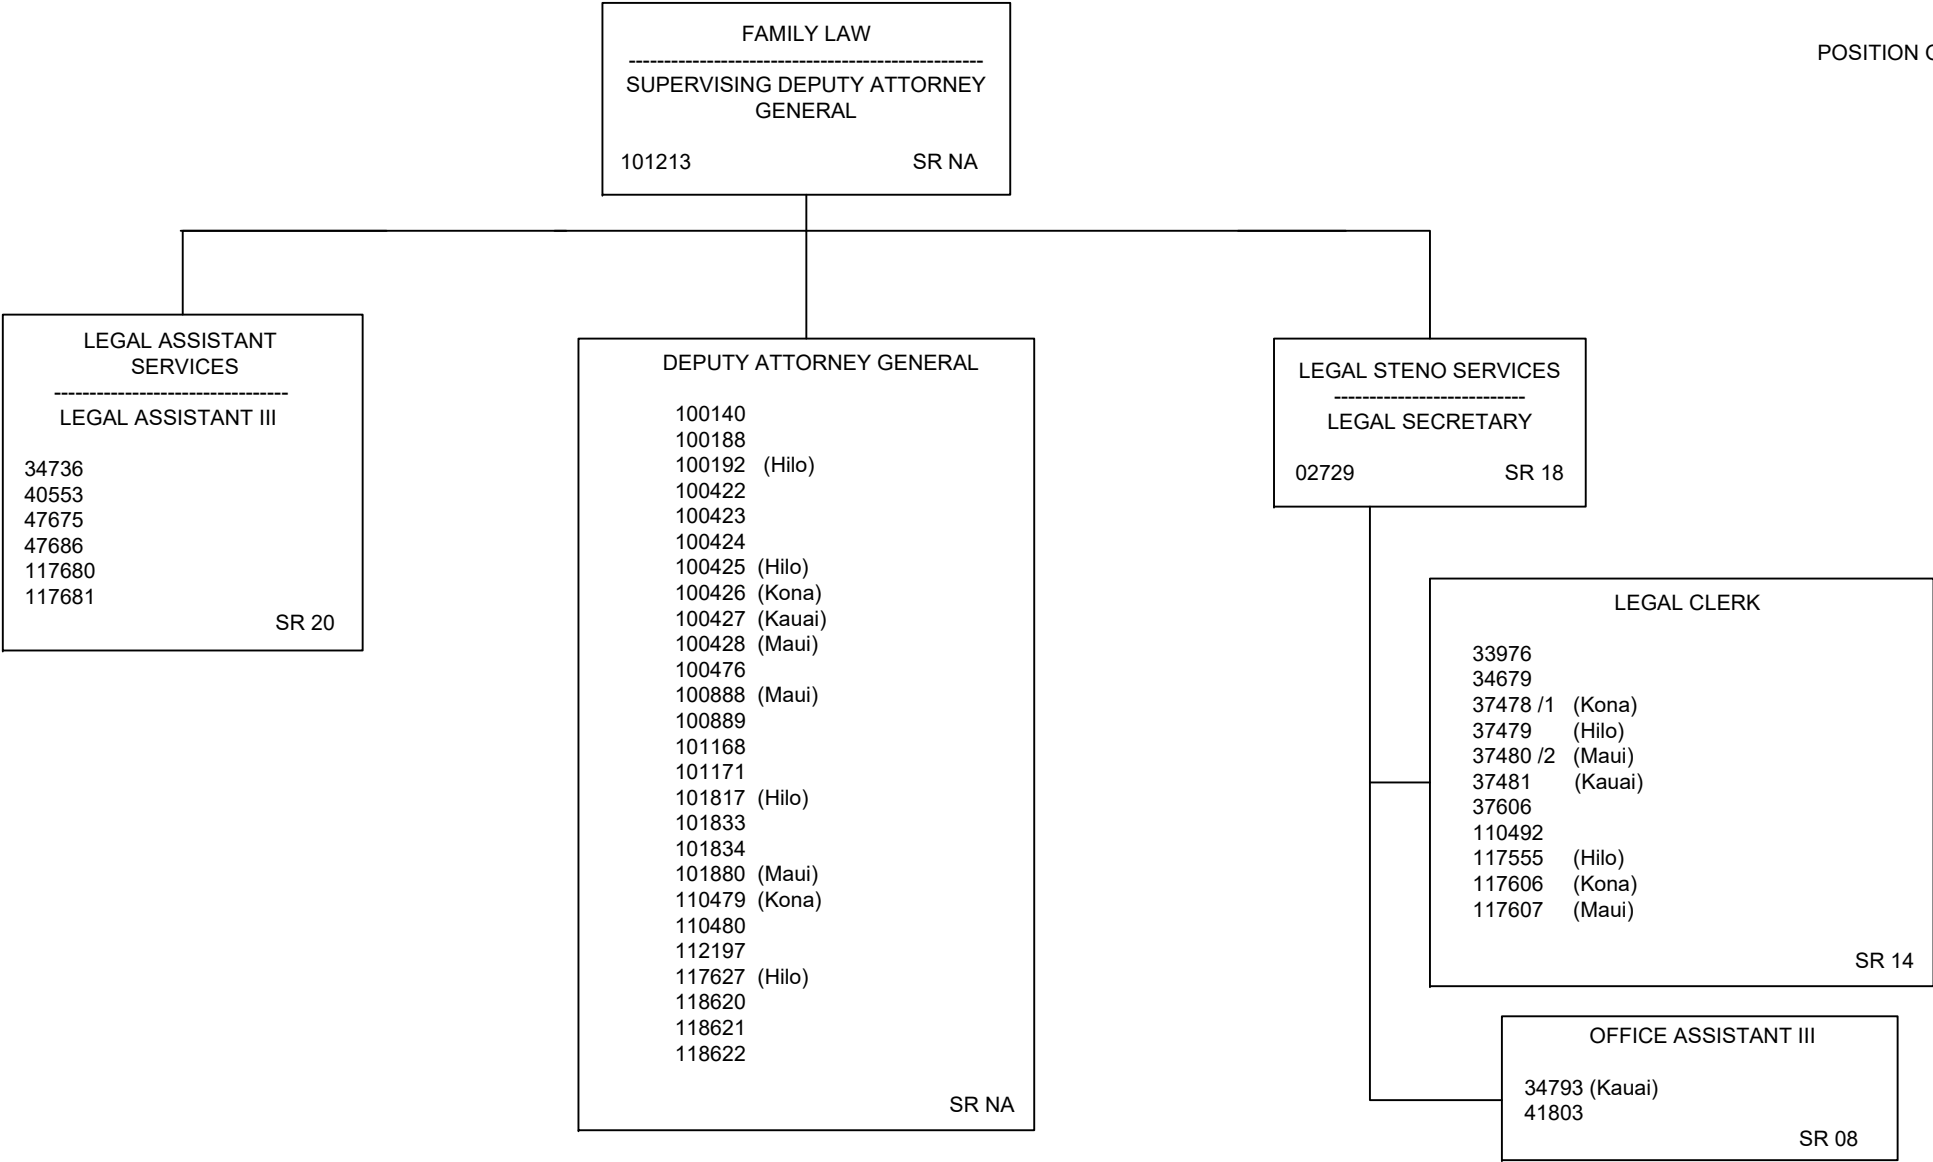 FAMILY LAW
--------------------------------------------------
SUPERVISING DEPUTY ATTORNEY
GENERAL
101213 SR NA
POSITION
LEGAL ASSISTANT
SERVICES
---------------------------------
LEGAL ASSISTANT III
34736
40553
47675
47686
117680
117681
SR 20
DEPUTY ATTORNEY GENERAL
100140
100188
100192 (Hilo)
100422
100423
100424
100425 (Hilo)
100426 (Kona)
100427 (Kauai)
100428 (Maui)
100476
100888 (Maui)
100889
101168
101171
101817 (Hilo)
101833
101834
101880 (Maui)
110479 (Kona)
110480
112197
117627 (Hilo)
118620
118621
118622
SR NA
LEGAL STENO SERVICES
---------------------------
LEGAL SECRETARY
02729 SR 18
LEGAL CLERK
33976
34679
37478 /1 (Kona)
37479 (Hilo)
37480 /2 (Maui)
37481 (Kauai)
37606
110492
117555 (Hilo)
117606 (Kona)
117607 (Maui)
SR 14
OFFICE ASSISTANT III
34793 (Kauai)
41803
SR 08